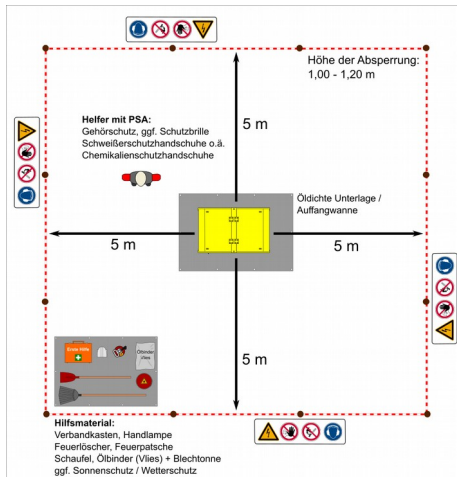 Höhe der Absperrung:
1,00 - 1,20 m
5 m
Helfer mit PSA:
Gehörschutz, ggf. Schutzbrille
Schweißerschutzhandschuhe o.ä.
Chemikalienschutzhandschuhe
Öldichte Unterlage /
Auffangwanne
5 m
5 m
Erste Hilfe
Ölbinder
Vlies
5 m
Hilfsmaterial:
Verbandkasten, Handlampe
Feuerlöscher, Feuerpatsche
Schaufel, Ölbinder (Vlies) + Blechtonne
ggf. Sonnenschutz / Wetterschutz